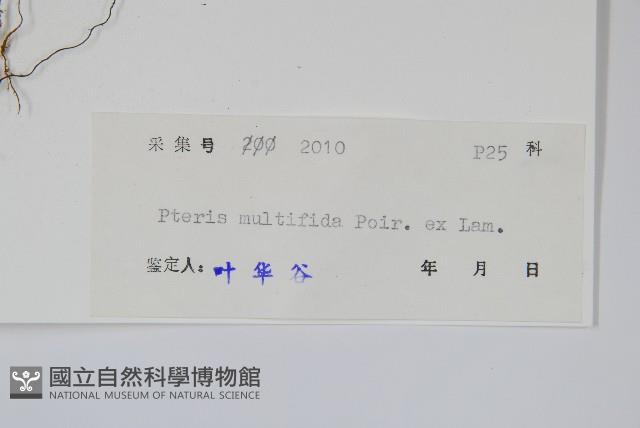 采集号 200 2010 P25 科
Pteris multifida Poir. ex Lam.
鉴定人: 叶华谷 年 月 日
國立自然科學博物館
NATIONAL MUSEUM OF NATURAL SCIENCE